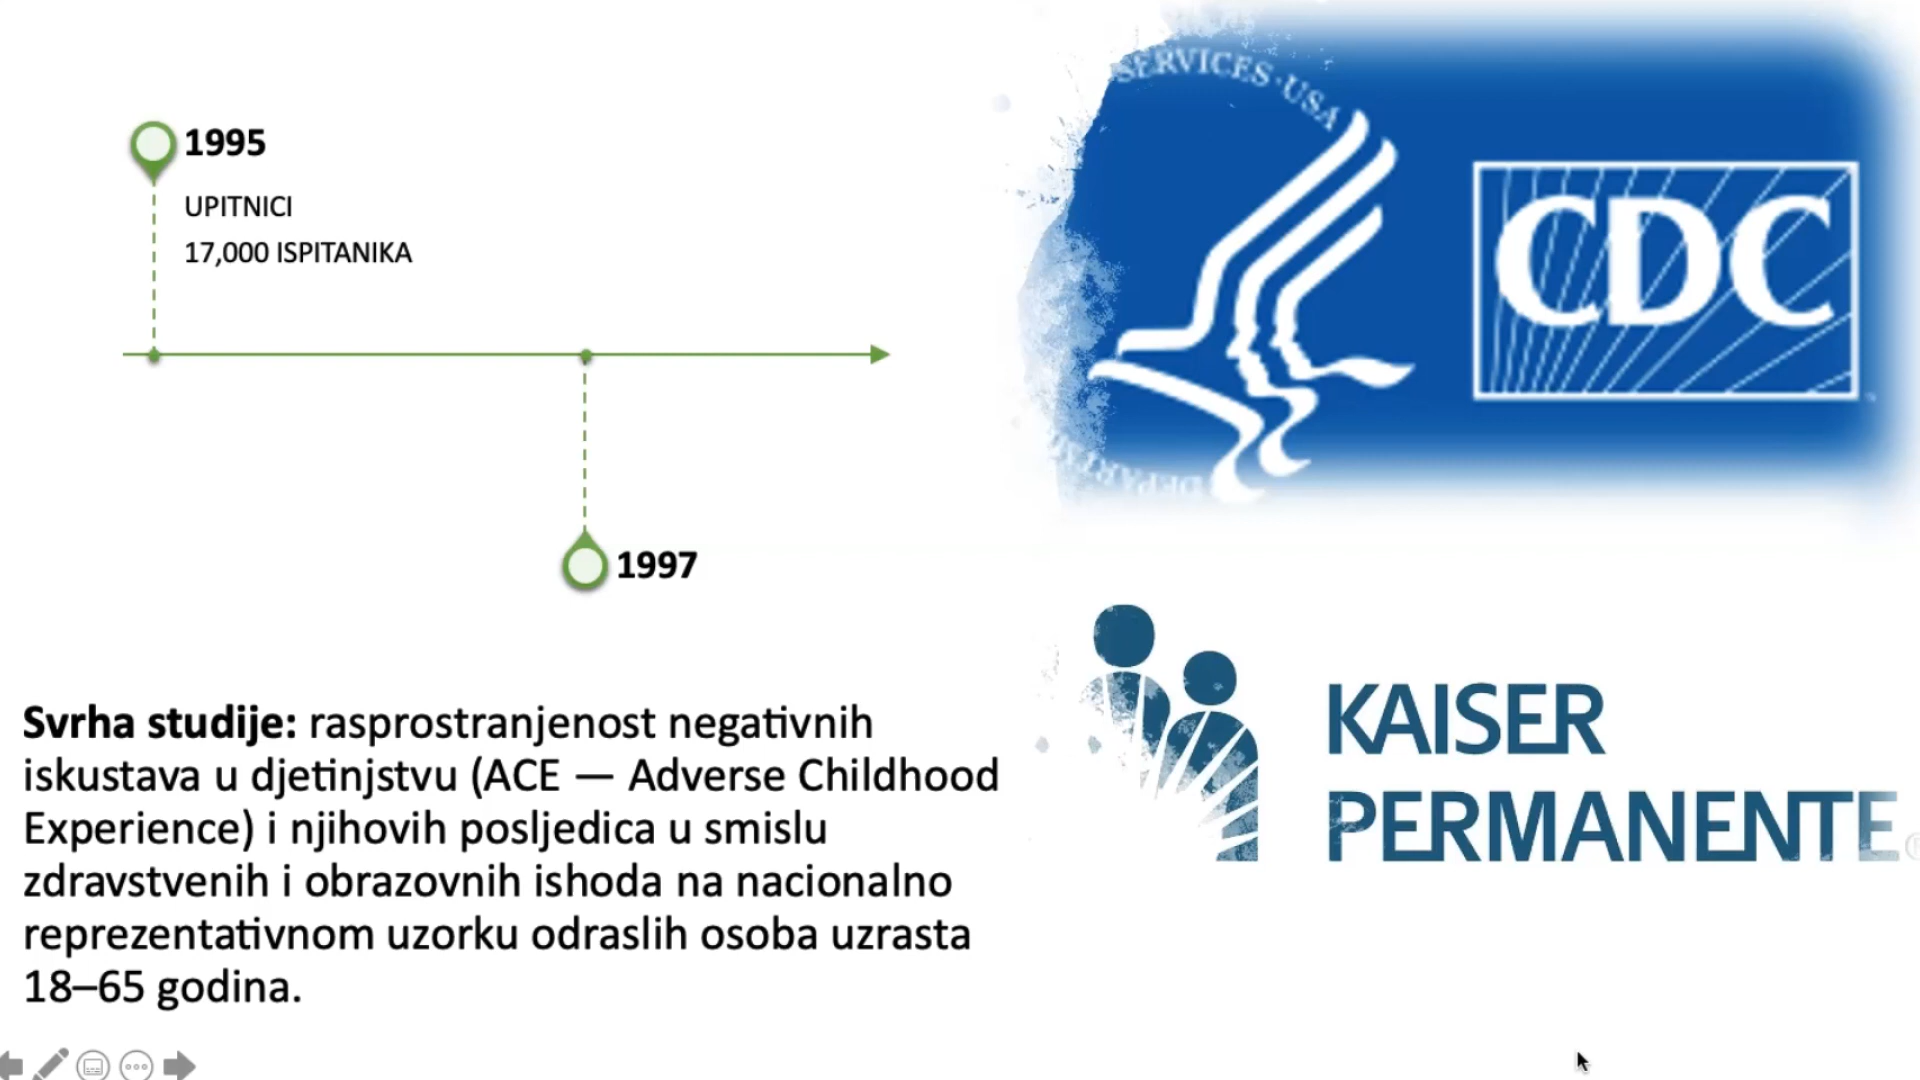 1995
UPITNICI
17,000 ISPITANIKA
1997
Svrha studije: rasprostranjenost negativnih
iskustava u djetinjstvu (ACE — Adverse Childhood
Experience) i njihovih posljedica u smislu
zdravstvenih i obrazovnih ishoda na nacionalno
reprezentativnom uzorku odraslih osoba uzrasta
18–65 godina.
SERVICES·USA
CDC
KAISER
PERMANENTE®